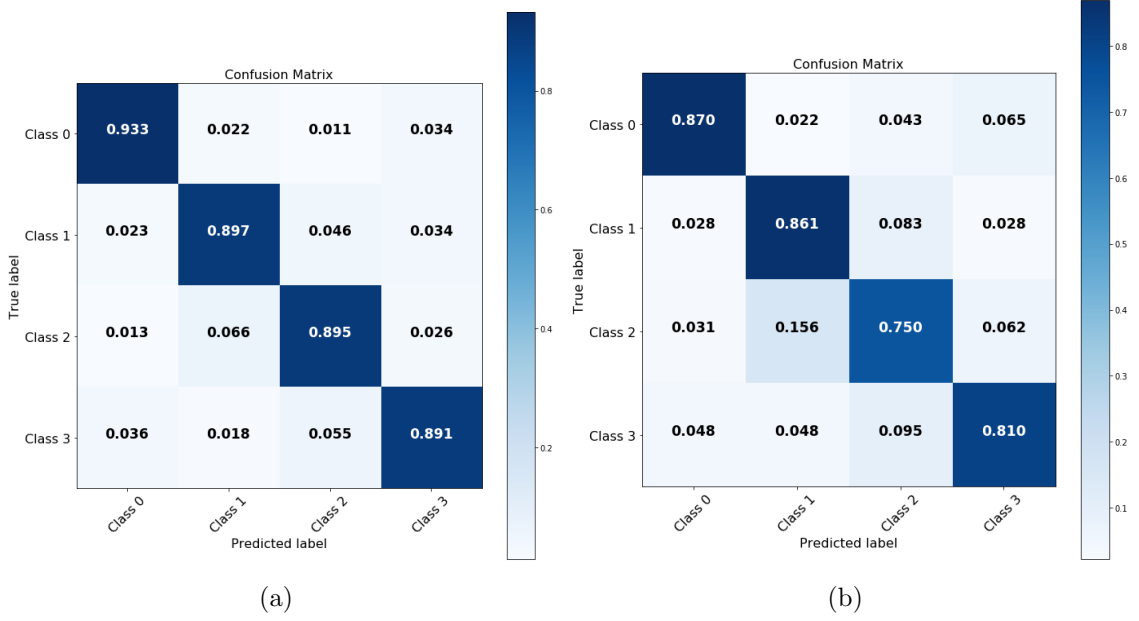 Confusion Matrix
Class 0 0.933 0.022 0.011 0.034
Class 1 0.023 0.897 0.046 0.034
Class 2 0.013 0.066 0.895 0.026
Class 3 0.036 0.018 0.055 0.891
Class 0 Class 1 Class 2 Class 3
Predicted label
True label
0.8
0.6
0.4
0.2
(a)
Confusion Matrix
Class 0 0.870 0.022 0.043 0.065
Class 1 0.028 0.861 0.083 0.028
Class 2 0.031 0.156 0.750 0.062
Class 3 0.048 0.048 0.095 0.810
Class 0 Class 1 Class 2 Class 3
Predicted label
True label
0.8
0.7
0.6
0.5
0.4
0.3
0.2
0.1
(b)